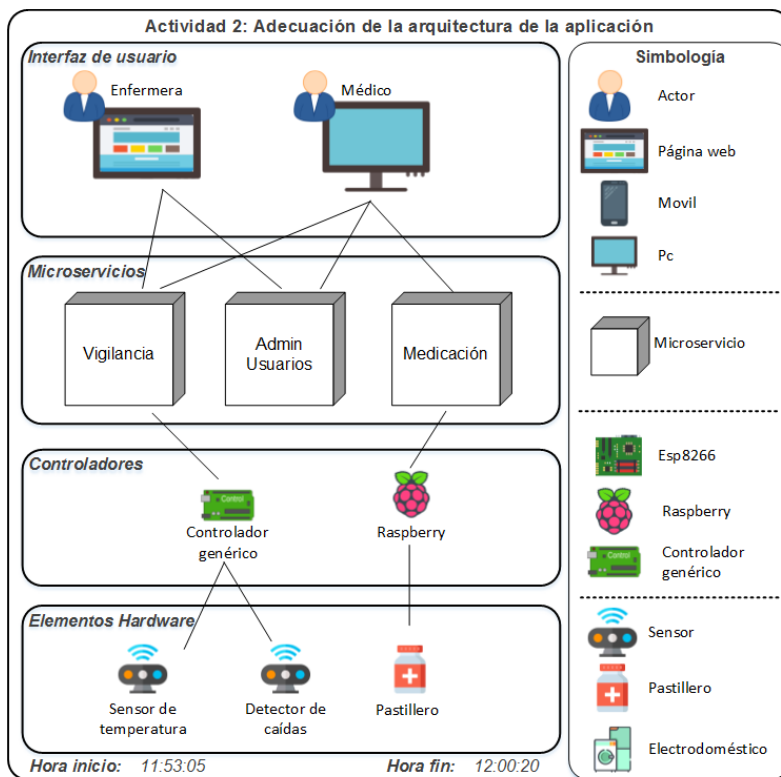 Actividad 2: Adecuación de la arquitectura de la aplicación
Interfaz de usuario
Enfermera
Médico
Microservicios
Vigilancia
Admin
Usuarios
Medicación
Controladores
Control
Controlador
genérico
Raspberry
Elementos Hardware
Sensor de
temperatura
Detector de
caídas
Pastillero
Hora inicio: 11:53:05
Hora fin: 12:00:20
Simbología
Actor
Página web
Movil
Pc
Microservicio
Esp8266
Raspberry
Control
Controlador
genérico
Sensor
Pastillero
Electrodoméstico